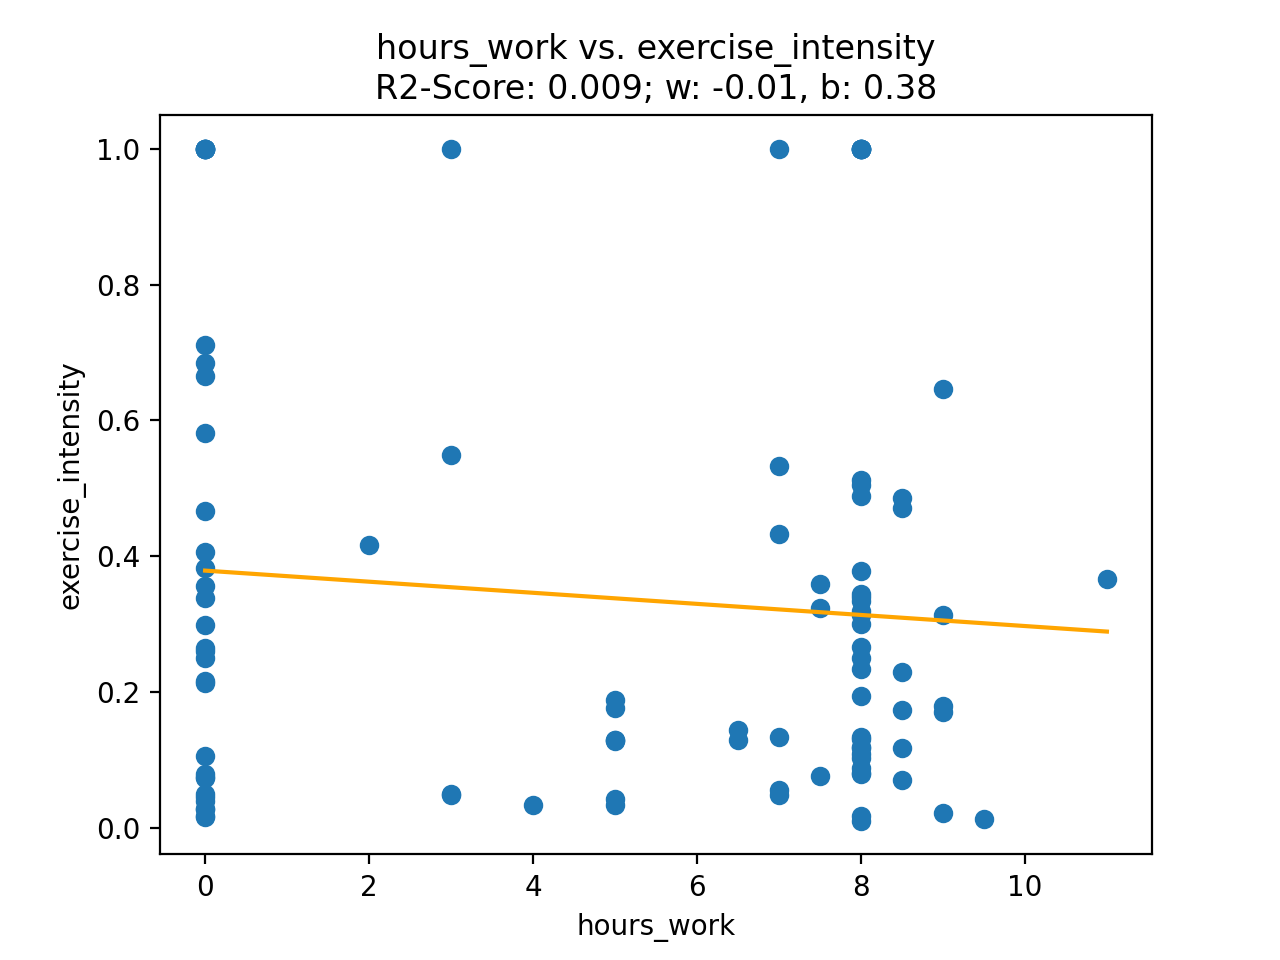 hours_work vs. exercise_intensity
R2-Score: 0.009; w: -0.01, b: 0.38
1.0
0.8
0.6
0.4
0.2
0.0
exercise_intensity
0 2 4 6 8 10
hours_work